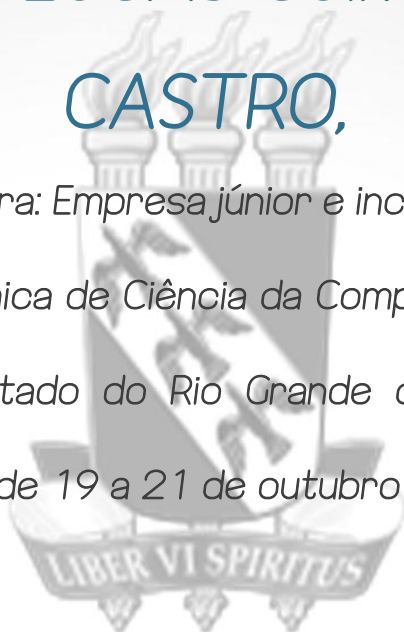 CASTRO,
ra: Empresa júnior e inc
ica de Ciência da Comp
tado do Rio Grande d
de 19 a 21 de outubro
LIBER VI SPIRITUS